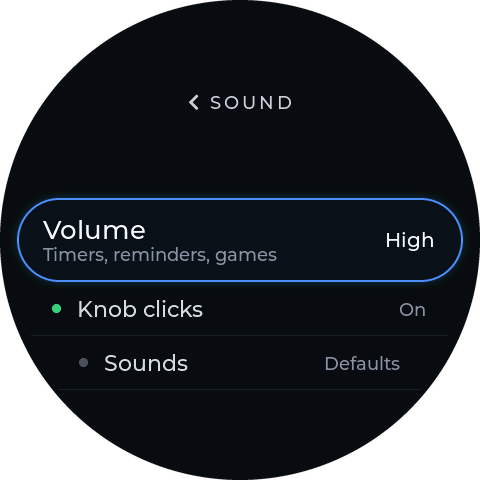 SOUND
Volume
Timers, reminders, games
High
Knob clicks
On
Sounds
Defaults